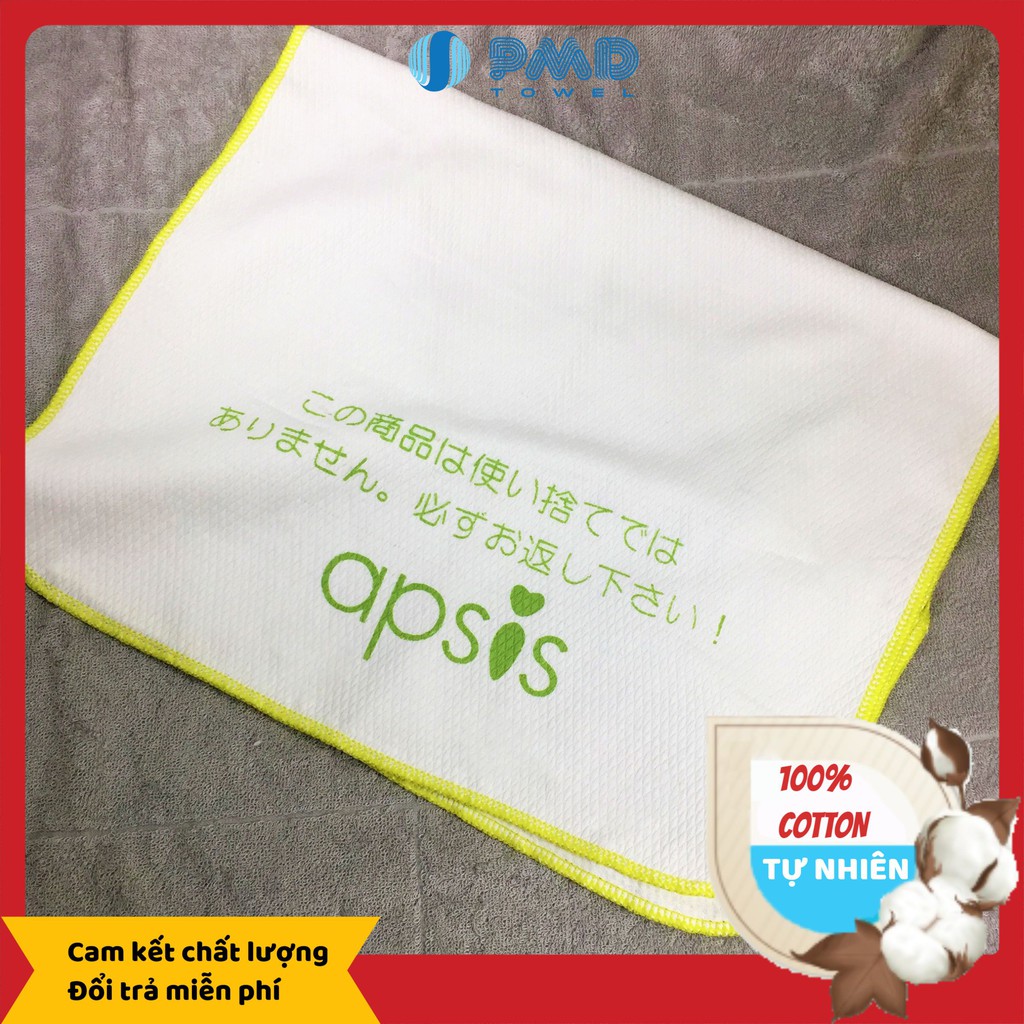 PMD
TOWEL
この商品は使い捨てでは
ありません。必ずお返し下さい！
apsis
100%
COTTON
TỰ NHIÊN
Cam kết chất lượng
Đổi trả miễn phí